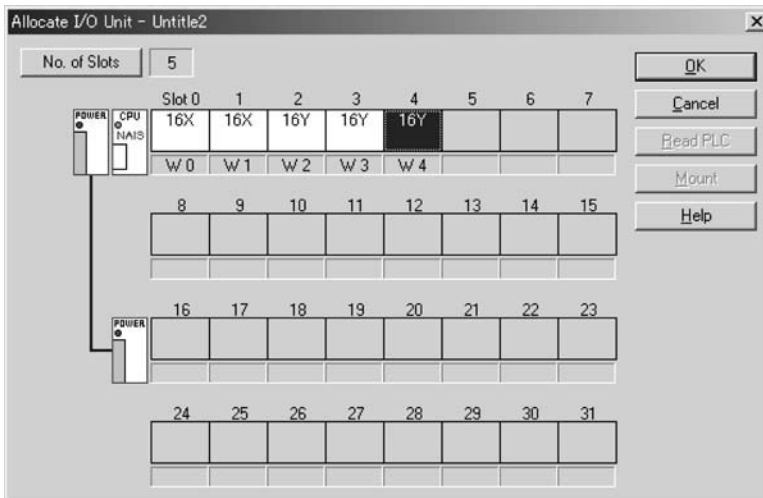 Allocate I/O Unit - Untitle2
No. of Slots 5
OK
Cancel
Read PLC
Mount
Help
Slot 0 1 2 3 4 5 6 7
POWER CPU 16X 16X 16Y 16Y 16Y
NAIS
W 0 W 1 W 2 W 3 W 4
8 9 10 11 12 13 14 15
16 17 18 19 20 21 22 23
POWER
24 25 26 27 28 29 30 31